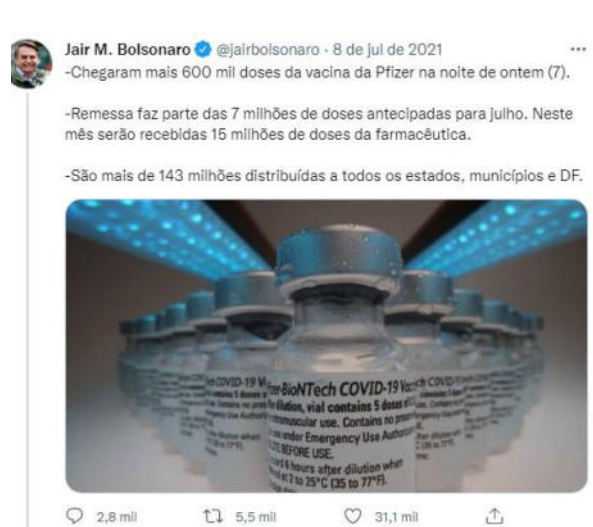 Jair M. Bolsonaro @jairbolsonaro · 8 de jul de 2021
-Chegaram mais 600 mil doses da vacina da Pfizer na noite de ontem (7).
-Remessa faz parte das 7 milhões de doses antecipadas para julho. Neste
mês serão recebidas 15 milhões de doses da farmacêutica.
-São mais de 143 milhões distribuídas a todos os estados, municípios e DF.
BioNTech COVID-19
dilution, vial contains 5 doses
intramuscular use. Contains no
use under Emergency Use
BEFORE USE.
6 hours after dilution when
at 2 to 25°C (35 to 77°F).
2,8 mil 5,5 mil 31,1 mil